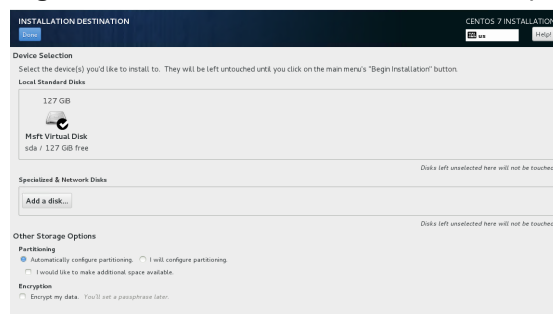 INSTALLATION DESTINATION
CENTOS 7 INSTALLATION
Done
us
Help!
Device Selection
Select the device(s) you'd like to install to. They will be left untouched until you click on the main menu's "Begin Installation" button.
Local Standard Disks
127 GiB
Msft Virtual Disk
sda / 127 GiB free
Disks left unselected here will not be touched
Specialized & Network Disks
Add a disk...
Disks left unselected here will not be touched
Other Storage Options
Partitioning
Automatically configure partitioning. I will configure partitioning.
I would like to make additional space available.
Encryption
Encrypt my data. You'll set a passphrase later.